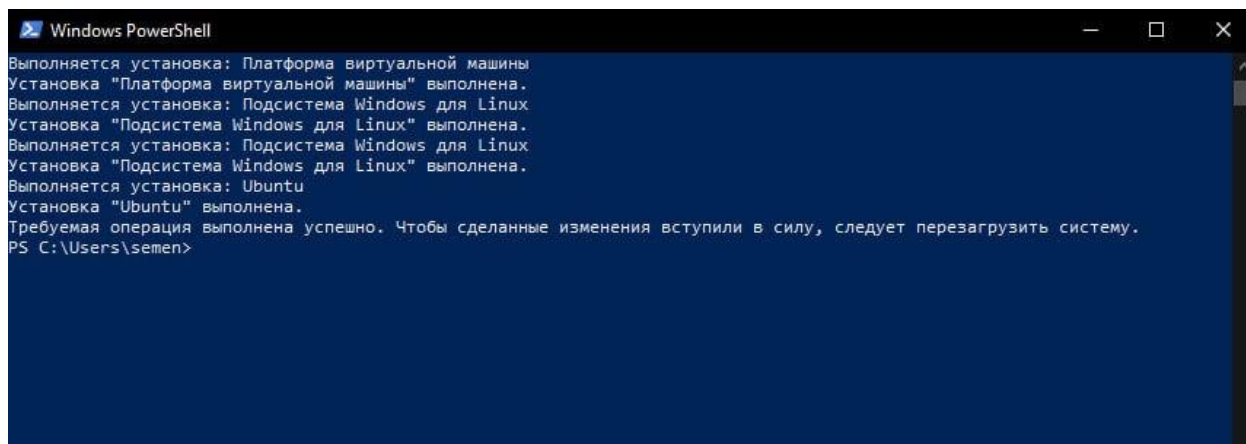 Windows PowerShell
Выполняется установка: Платформа виртуальной машины
Установка "Платформа виртуальной машины" выполнена.
Выполняется установка: Подсистема Windows для Linux
Установка "Подсистема Windows для Linux" выполнена.
Выполняется установка: Подсистема Windows для Linux
Установка "Подсистема Windows для Linux" выполнена.
Выполняется установка: Ubuntu
Установка "Ubuntu" выполнена.
Требуемая операция выполнена успешно. Чтобы сделанные изменения вступили в силу, следует перезагрузить систему.
PS C:\Users\semen>